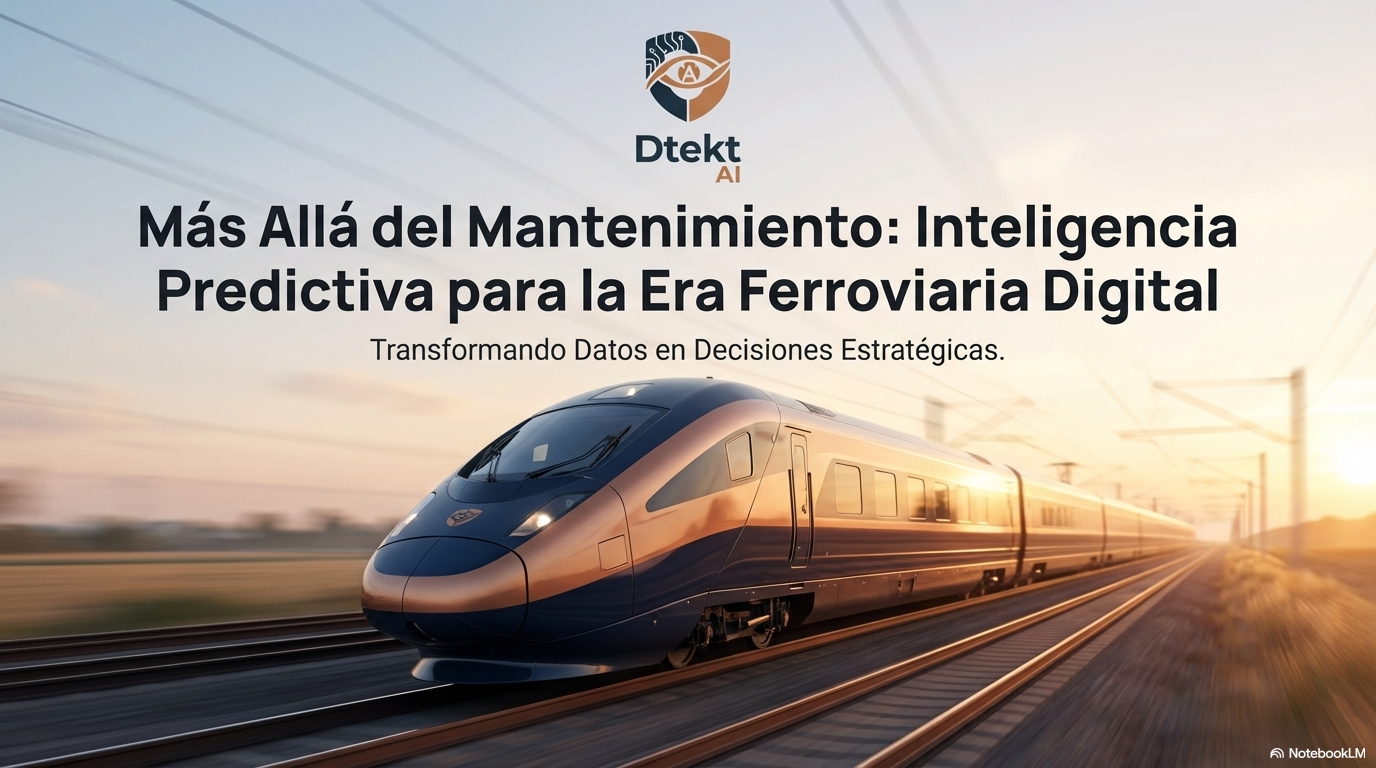 Dtekt
AI
Más Allá del Mantenimiento: Inteligencia
Predictiva para la Era Ferroviaria Digital
Transformando Datos en Decisiones Estratégicas.
NotebookLM